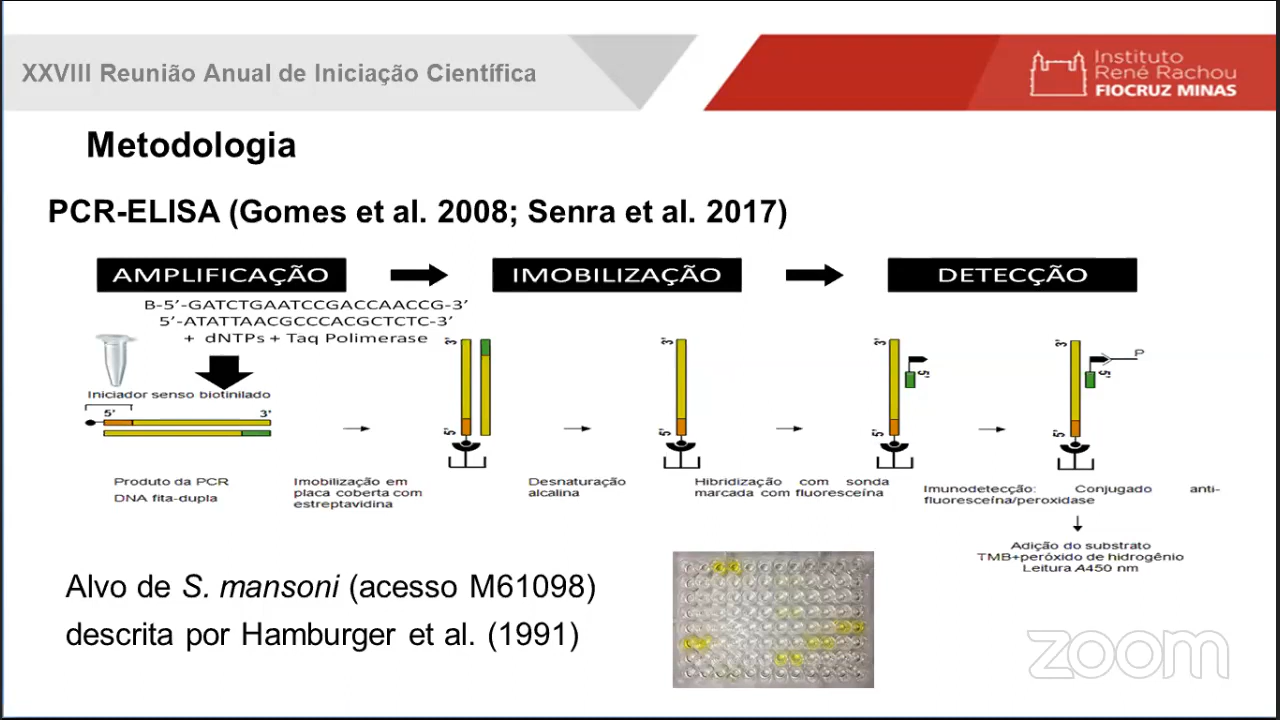 XXVIII Reunião Anual de Iniciação Científica
Instituto
René Rachou
FIOCRUZ MINAS
Metodologia
PCR-ELISA (Gomes et al. 2008; Senra et al. 2017)
AMPLIFICAÇÃO
IMOBILIZAÇÃO
DETECÇÃO
B-5’-GATCTGAATCCGACCAACCG-3’
5’-ATATTAACGCCCACGCTCTC-3’
+ dNTPs + Taq Polimerase
Iniciador senso biotinilado
5’ 3’
3’
5’
3’
5’
3’
5’
5’
3’
5’
5’
P
Produto da PCR
DNA fita-dupla
Imobilização em
placa coberta com
estreptavidina
Desnaturação
alcalina
Hibridização com sonda
marcada com fluoresceína
Imunodetecção: Conjugado anti-
fluoresceína/peroxidase
Adição do substrato
TMB+peróxido de hidrogênio
Leitura A450 nm
Alvo de S. mansoni (acesso M61098)
descrita por Hamburger et al. (1991)
zoom